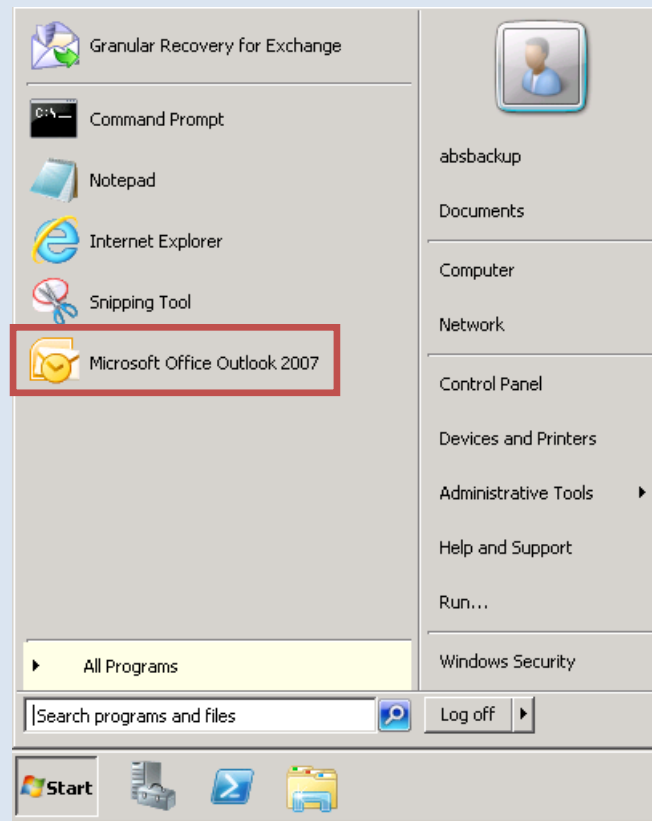 Granular Recovery for Exchange
C:\
Command Prompt
Notepad
Internet Explorer
Snipping Tool
Microsoft Office Outlook 2007
All Programs
Search programs and files
absbackup
Documents
Computer
Network
Control Panel
Devices and Printers
Administrative Tools
Help and Support
Run...
Windows Security
Log off
Start